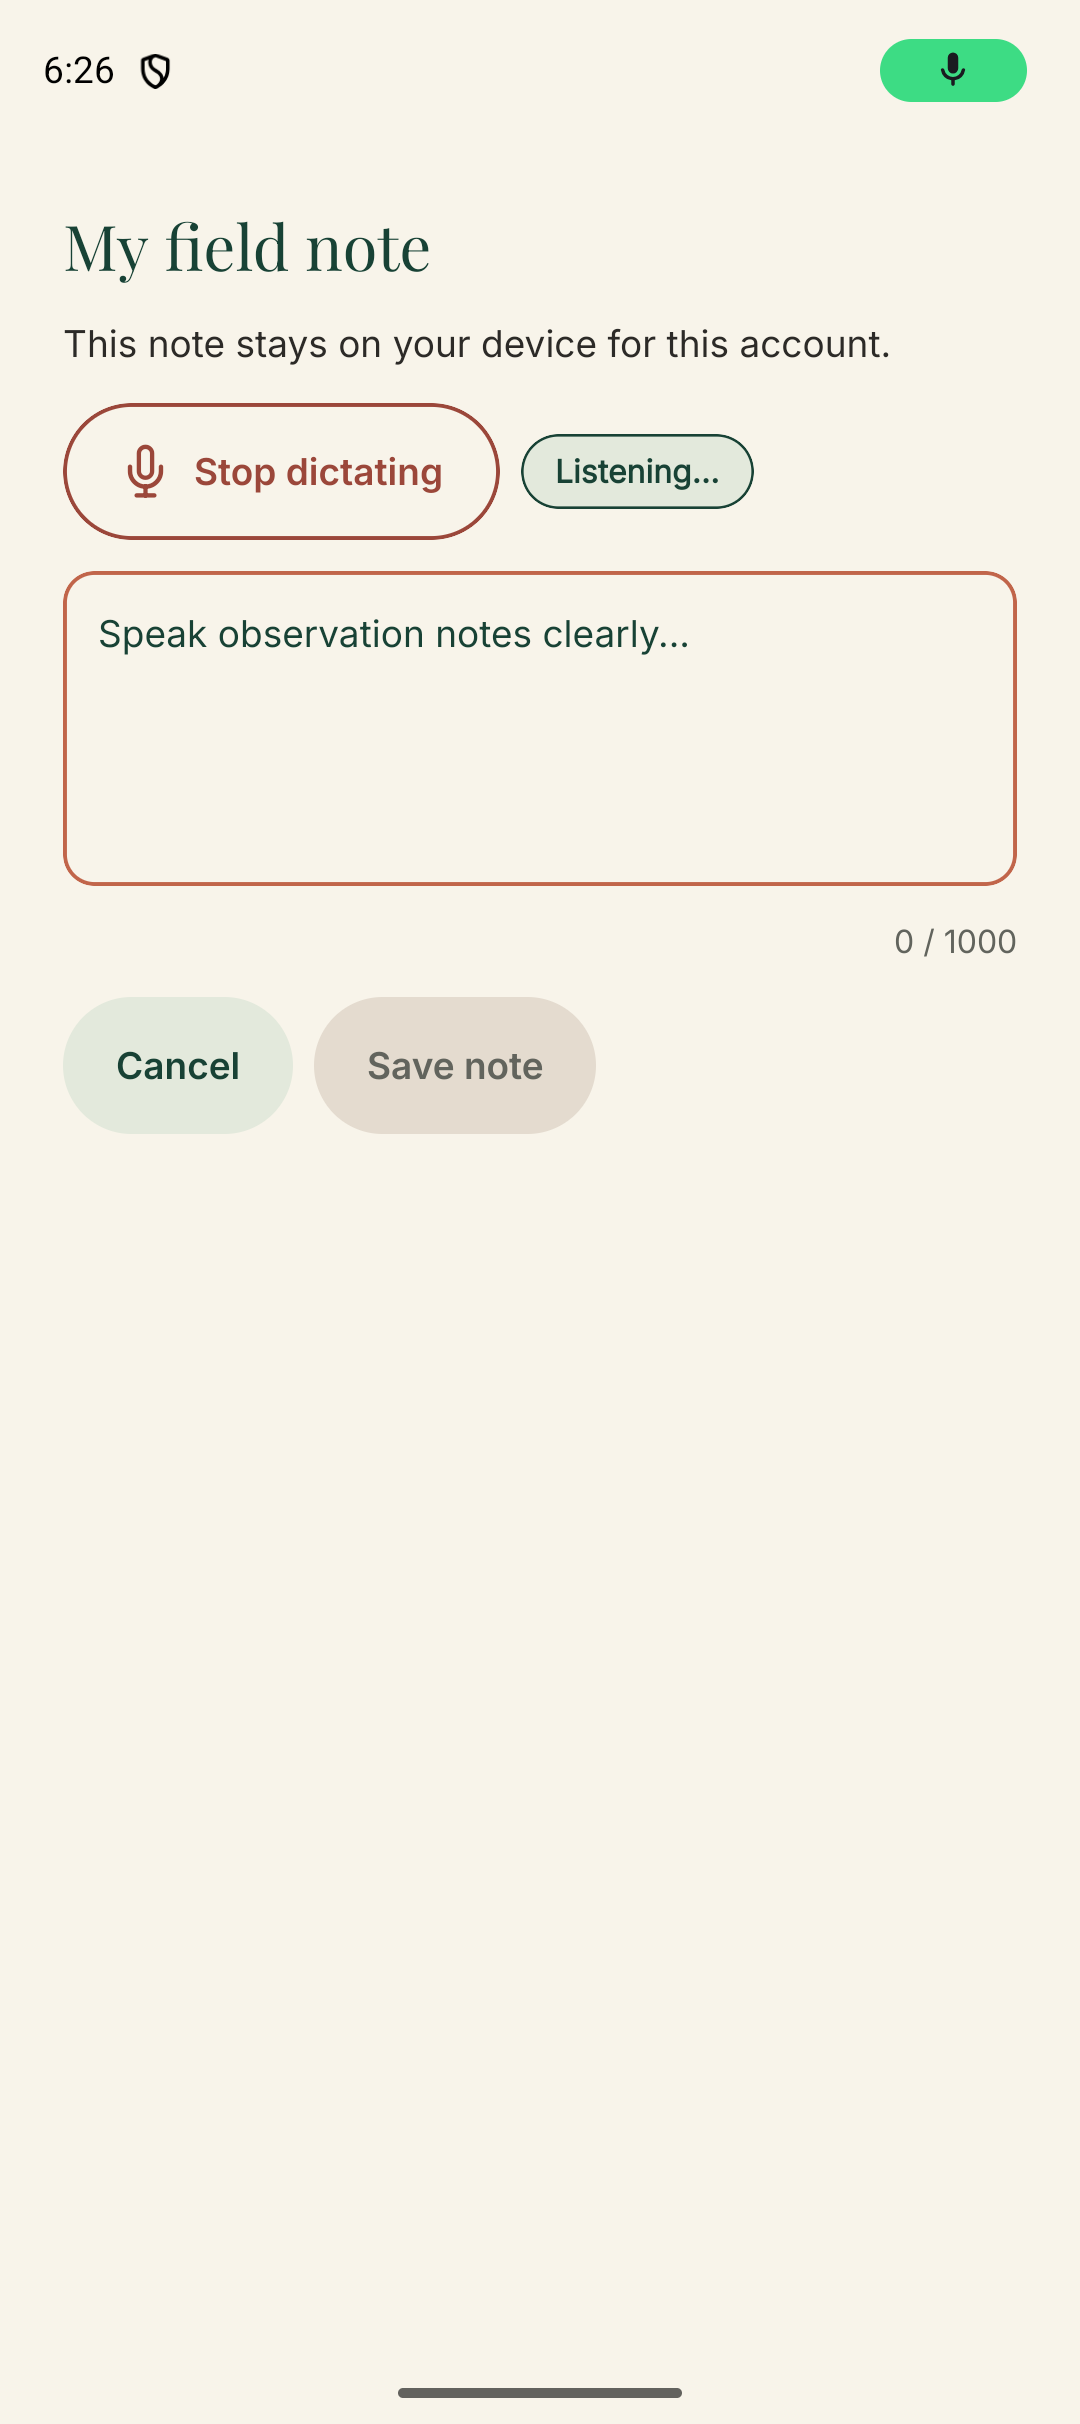 6:26
My field note
This note stays on your device for this account.
Stop dictating
Listening...
Speak observation notes clearly...
0 / 1000
Cancel
Save note